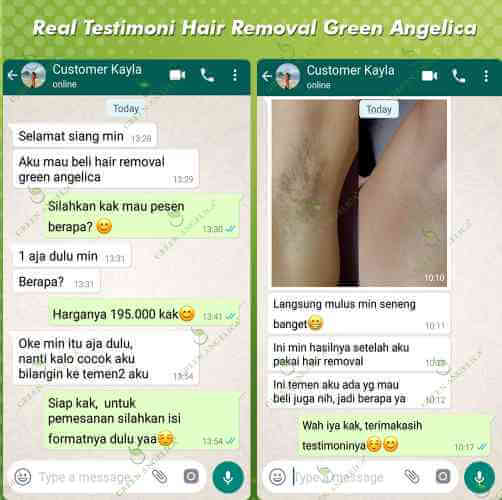 Real Testimoni Hair Removal Green Angelica
Customer Kayla
online
Today
Selamat siang min 13:28
Aku mau beli hair removal
green angelica 13:29
Silahkan kak mau pesen
berapa? 😊 13:30
1 aja dulu min 13:31
Berapa? 13:31
Harganya 195.000 kak😊 13:41
Oke min itu aja dulu,
nanti kalo cocok aku
bilangin ke temen2 aku 13:54
Siap kak, untuk
pemesanan silahkan isi
formatnya dulu yaa☺️ 13:54
Type a message
Customer Kayla
online
Today
10:10
Langsung mulus min seneng
banget😁 10:11
Ini min hasilnya setelah aku
pakai hair removal
Ini temen aku ada yg mau
beli juga nih, jadi berapa ya 10:12
Wah iya kak, terimakasih
testimoninya☺️😊 10:17
Type a message
GREEN ANGELICA